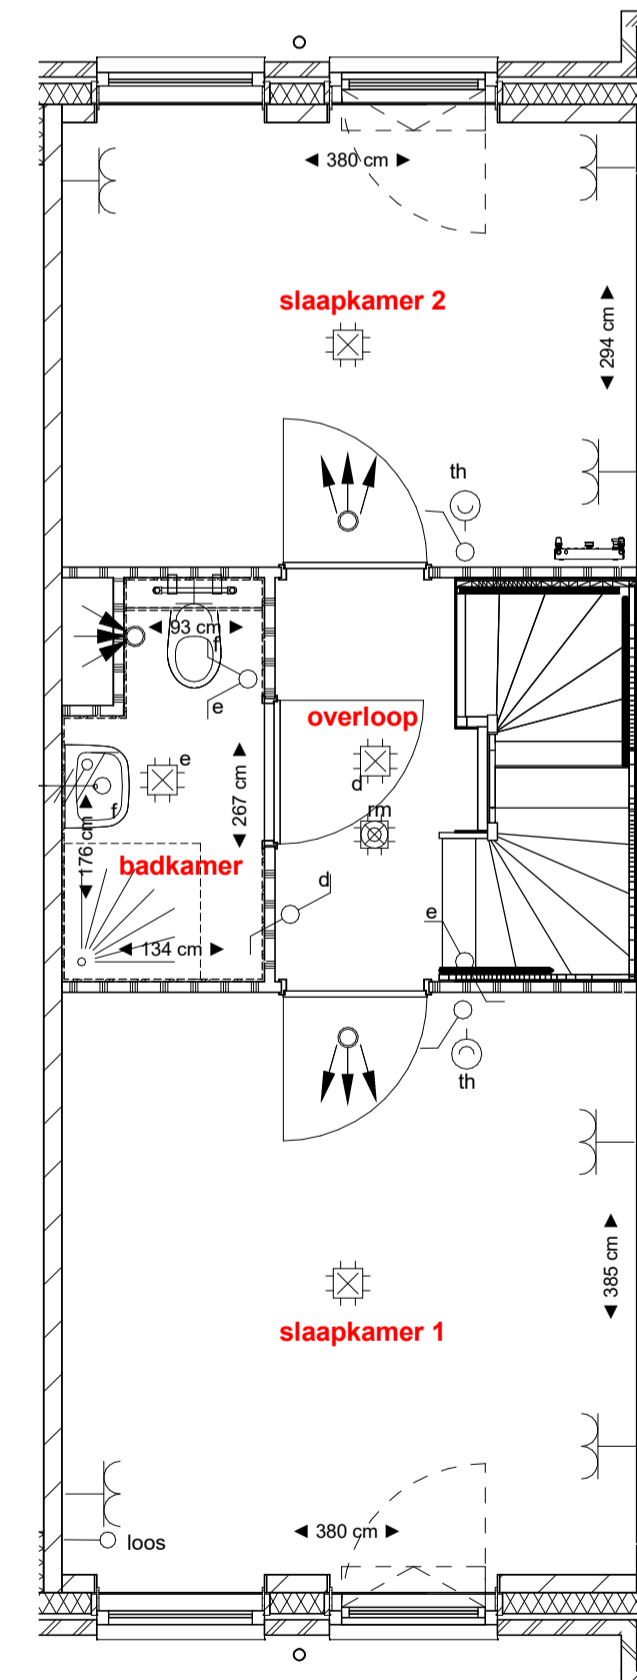 ◄ 380 cm ►
slaapkamer 2
◄ 294 cm ►
th
◄ 93 cm ►
f
e
overloop
e
d
◄ 267 cm ►
f
rm
◄ 176 cm ►
badkamer
d
e
◄ 134 cm ►
th
◄ 385 cm ►
slaapkamer 1
◄ 380 cm ►
loos